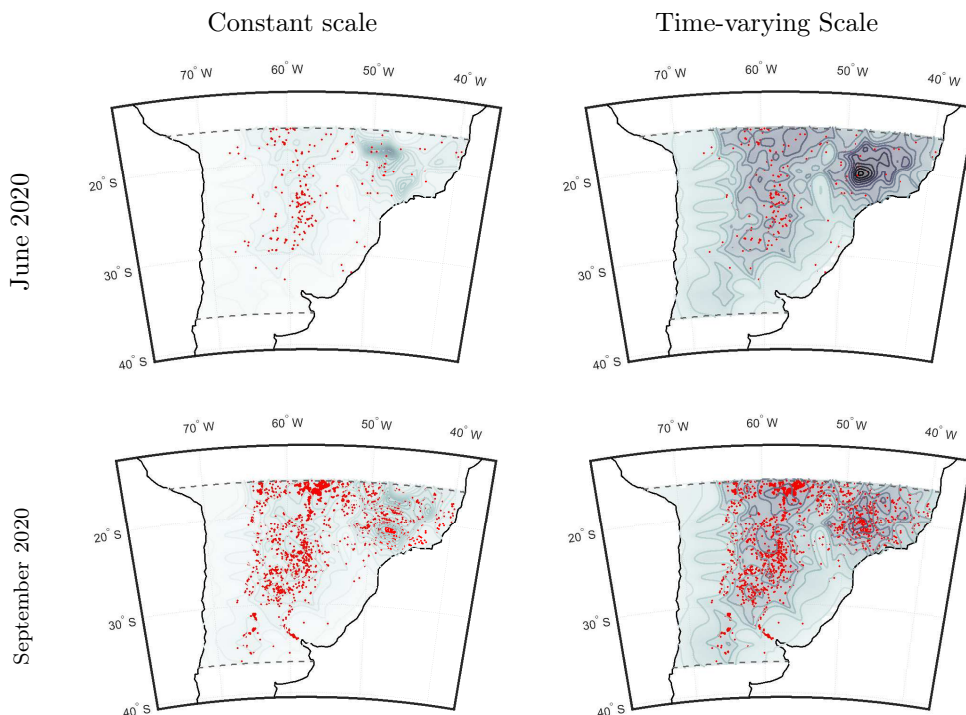 Constant scale
Time-varying Scale
June 2020
70° W
60° W
50° W
40° W
20° S
30° S
40° S
70° W
60° W
50° W
40° W
20° S
30° S
40° S
September 2020
70° W
60° W
50° W
40° W
20° S
30° S
40° S
70° W
60° W
50° W
40° W
20° S
30° S
40° S